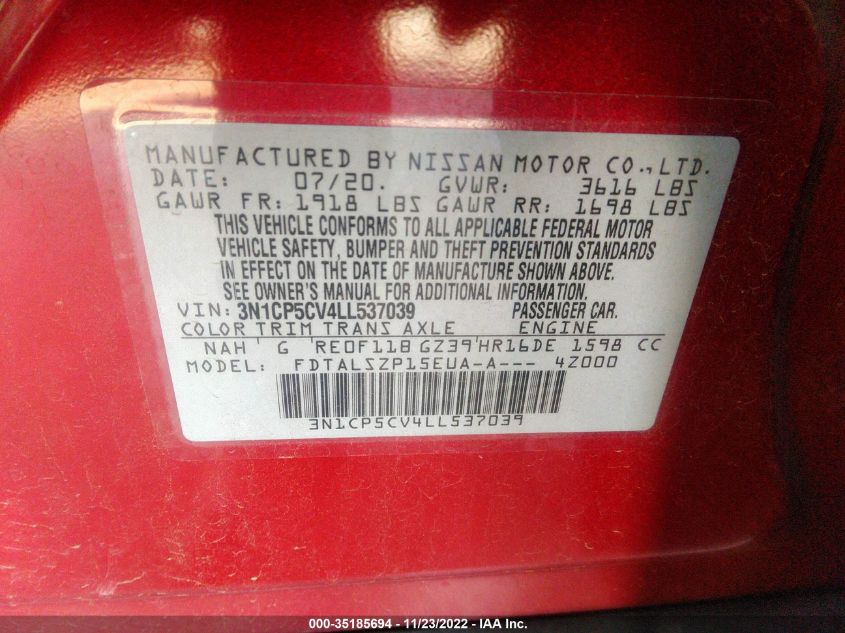 MANUFACTURED BY NISSAN MOTOR CO., LTD.
DATE: 07/20. GVWR: 3616 LBS
GAWR FR: 1918 LBS GAWR RR: 1698 LBS
THIS VEHICLE CONFORMS TO ALL APPLICABLE FEDERAL MOTOR
VEHICLE SAFETY, BUMPER AND THEFT PREVENTION STANDARDS
IN EFFECT ON THE DATE OF MANUFACTURE SHOWN ABOVE.
SEE OWNER'S MANUAL FOR ADDITIONAL INFORMATION.
VIN: 3N1CP5CV4LL537039 PASSENGER CAR.
COLOR TRIM TRANS AXLE ENGINE
NAH ' G 'RE0F11B GZ39'HR16DE 1598 CC
MODEL: FDTALSZP15EUA-A--- 4Z000
3N1CP5CV4LL537039
000-35185694 - 11/23/2022 - IAA Inc.